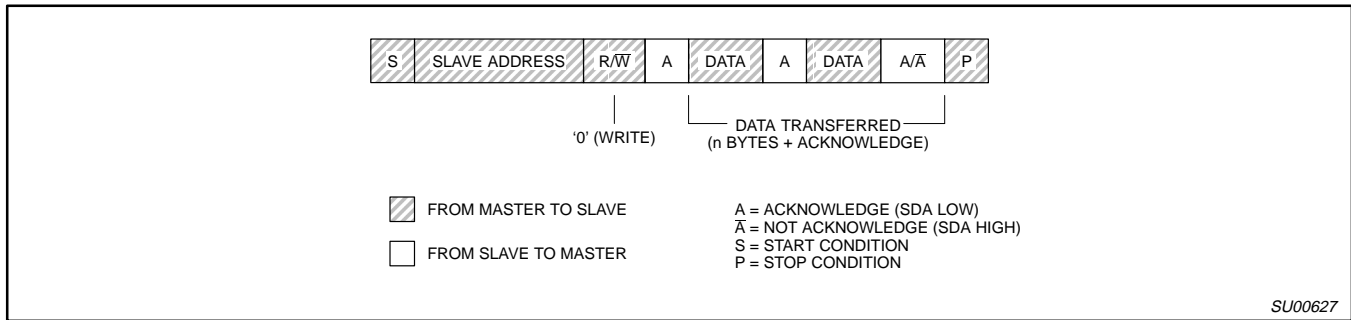 S SLAVE ADDRESS R/W̅ A DATA A DATA A/A̅ P
‘0’ (WRITE)
DATA TRANSFERRED
(n BYTES + ACKNOWLEDGE)
FROM MASTER TO SLAVE
FROM SLAVE TO MASTER
A = ACKNOWLEDGE (SDA LOW)
A̅ = NOT ACKNOWLEDGE (SDA HIGH)
S = START CONDITION
P = STOP CONDITION
SU00627